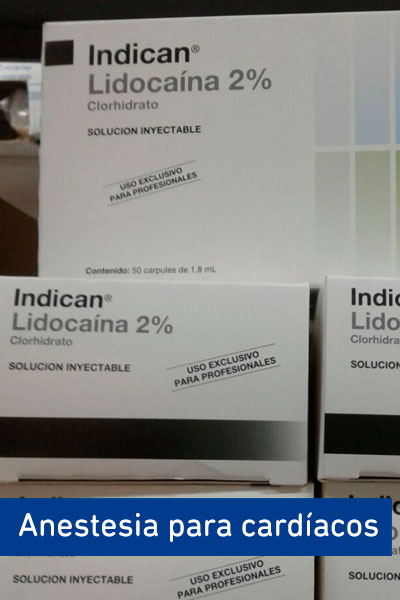 Indican®
Lidocaína 2%
Clorhidrato
SOLUCION INYECTABLE
USO EXCLUSIVO
PARA PROFESIONALES
Contenido: 50 carpules de 1,8 mL
Indican®
Lidocaína 2%
Clorhidrato
SOLUCION INYECTABLE
USO EXCLUSIVO
PARA PROFESIONALES
Indic
Lido
Clorhidra
SOLUCION
Anestesia para cardíacos
Clorhidrato
SOLUCION INYECTABLE
USO EXCLUSIVO
PARA PROFESIONALES
SOLUCION INYE